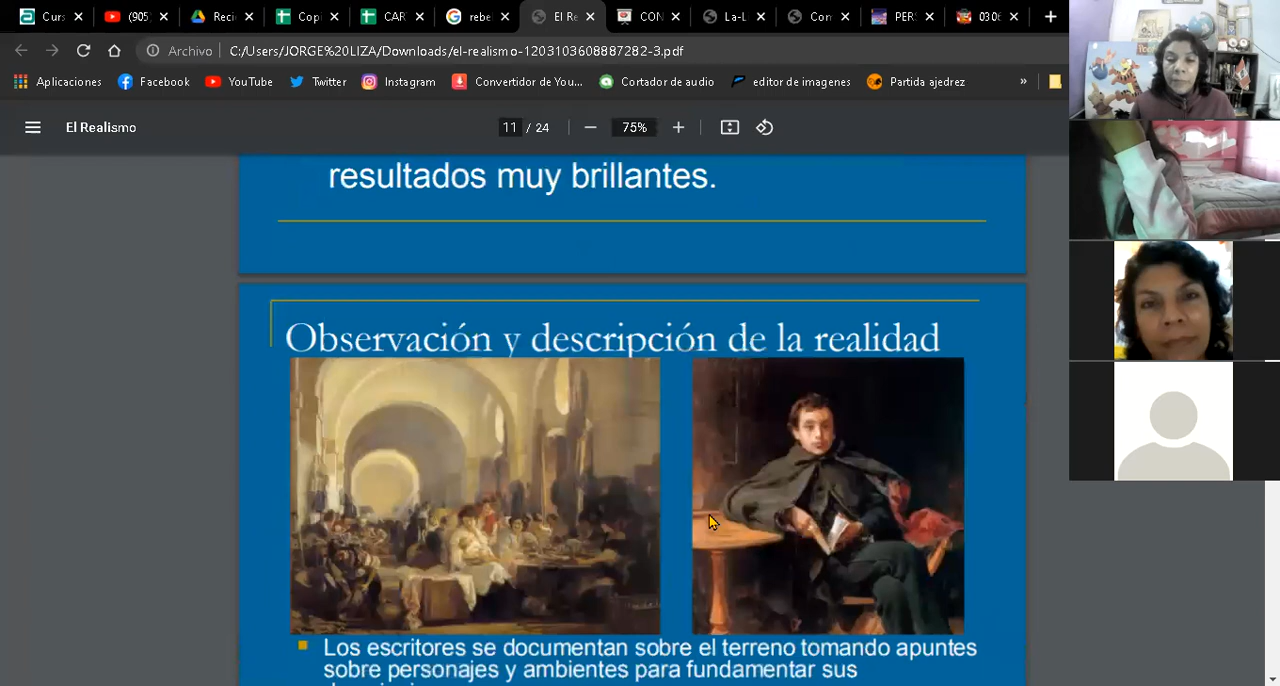 Curs
(905)
Reci
Copi
CAR
rebe
El Re
CON
La-L
Con
PER
0306
Archivo
C:/Users/JORGE%20LIZA/Downloads/el-realismo-1203103608887282-3.pdf
Aplicaciones
Facebook
YouTube
Twitter
Instagram
Convertidor de You...
Cortador de audio
editor de imagenes
Partida ajedrez
»
El Realismo
11 / 24
75%
resultados muy brillantes.
Observación y descripción de la realidad
Los escritores se documentan sobre el terreno tomando apuntes
sobre personajes y ambientes para fundamentar sus